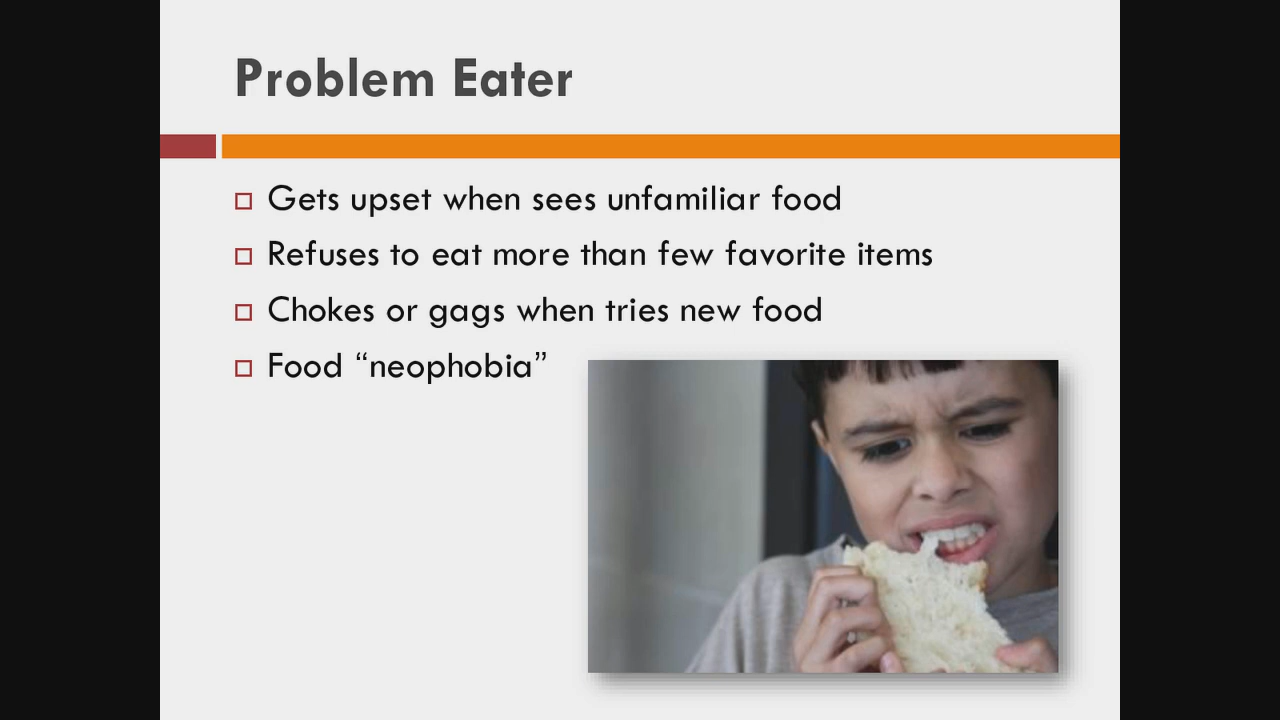 Problem Eater
Gets upset when sees unfamiliar food
Refuses to eat more than few favorite items
Chokes or gags when tries new food
Food “neophobia”